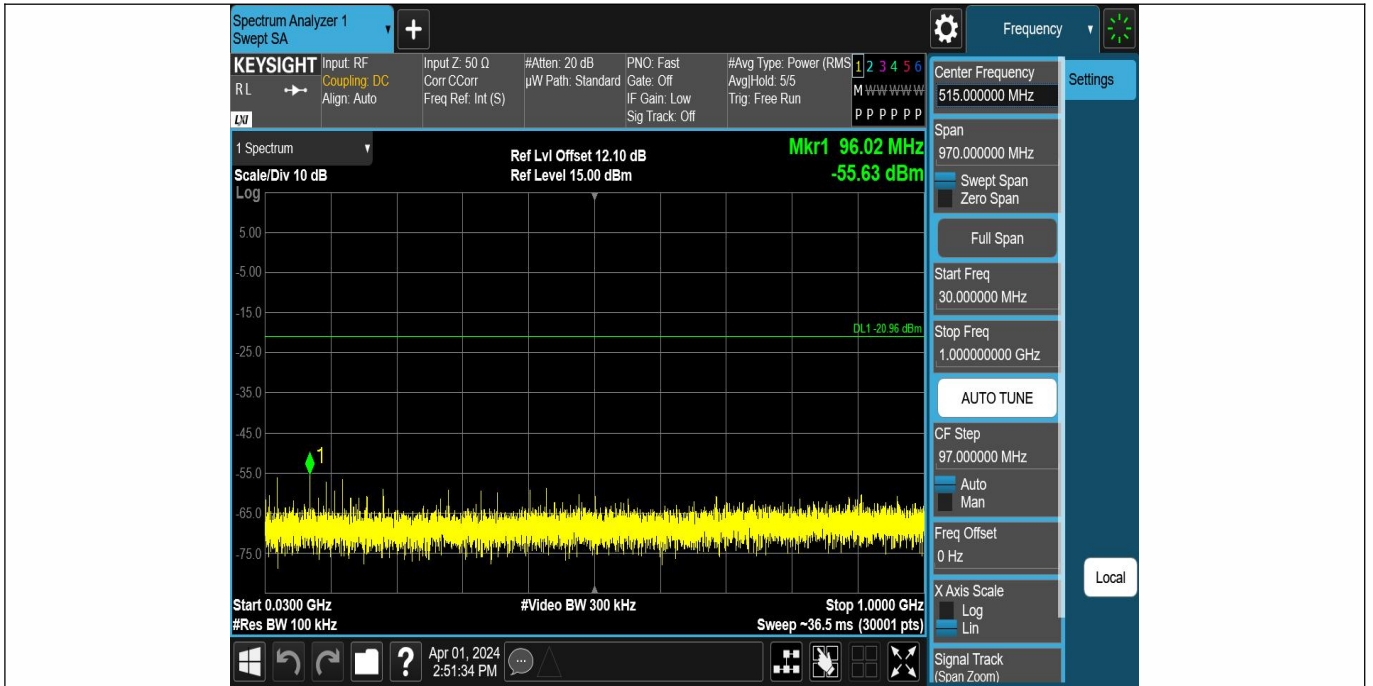 Spectrum Analyzer 1
Swept SA
+
Frequency
KEYSIGHT
RL
LXI
Input: RF
Coupling: DC
Align: Auto
Input Z: 50 Ω
Corr CCorr
Freq Ref: Int (S)
#Atten: 20 dB
µW Path: Standard
PNO: Fast
Gate: Off
IF Gain: Low
Sig Track: Off
#Avg Type: Power (RMS
Avg|Hold: 5/5
Trig: Free Run
1 2 3 4 5 6
M W W W W W
P P P P P P
1 Spectrum
Scale/Div 10 dB
Ref Lvl Offset 12.10 dB
Ref Level 15.00 dBm
Mkr1 96.02 MHz
-55.63 dBm
Log
5.00
-5.00
-15.0
DL1 -20.96 dBm
-25.0
-35.0
-45.0
1
-55.0
-65.0
-75.0
Start 0.0300 GHz
#Video BW 300 kHz
Stop 1.0000 GHz
#Res BW 100 kHz
Sweep ~36.5 ms (30001 pts)
Center Frequency
515.000000 MHz
Settings
Span
970.000000 MHz
Swept Span
Zero Span
Full Span
Start Freq
30.000000 MHz
Stop Freq
1.000000000 GHz
AUTO TUNE
CF Step
97.000000 MHz
Auto
Man
Freq Offset
0 Hz
X Axis Scale
Log
Lin
Local
Signal Track
(Span Zoom)
?
Apr 01, 2024
2:51:34 PM